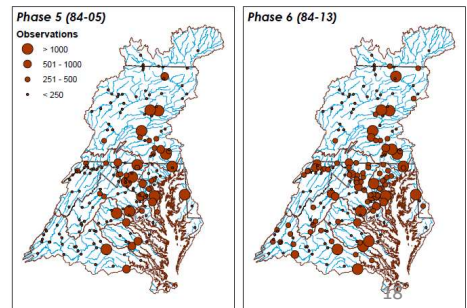 Phase 5 (84-05)
Observations
> 1000
501 - 1000
251 - 500
< 250
Phase 6 (84-13)
18